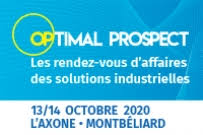 OPTIMAL PROSPECT
Les rendez-vous d'affaires
des solutions industrielles
13/14 OCTOBRE 2020
L'AXONE • MONTBÉLIARD